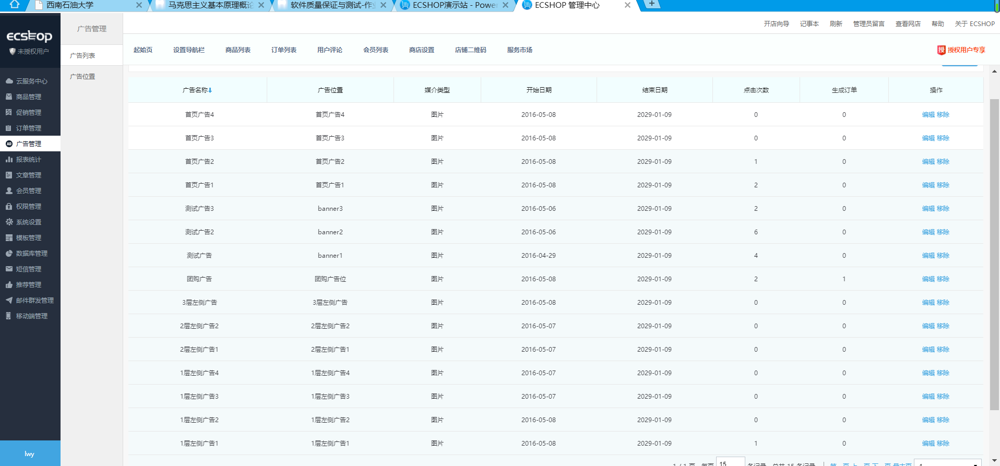 西南石油大学
马克思主义基本原理概论
软件质量保证与测试-作业
ECSHOP演示站 - Power
ECSHOP 管理中心
ecshop
未授权用户
云服务中心
商品管理
促销管理
订单管理
广告管理
报表统计
文章管理
会员管理
权限管理
系统设置
模板管理
数据库管理
短信管理
推荐管理
邮件群发管理
移动端管理
lwy
广告管理
广告列表
广告位置
开店向导 记事本 刷新 管理员留言 查看网店 帮助 关于 ECSHOP
起始页 设置导航栏 商品列表 订单列表 用户评论 会员列表 商店设置 店铺二维码 服务市场 授 授权用户专享
广告名称 广告位置 媒介类型 开始日期 结束日期 点击次数 生成订单 操作
首页广告4 首页广告4 图片 2016-05-08 2029-01-09 0 0 编辑 移除
首页广告3 首页广告3 图片 2016-05-08 2029-01-09 0 0 编辑 移除
首页广告2 首页广告2 图片 2016-05-08 2029-01-09 1 0 编辑 移除
首页广告1 首页广告1 图片 2016-05-08 2029-01-09 2 0 编辑 移除
测试广告3 banner3 图片 2016-05-06 2029-01-09 2 0 编辑 移除
测试广告2 banner2 图片 2016-05-06 2029-01-09 6 0 编辑 移除
测试广告 banner1 图片 2016-04-29 2029-01-09 4 0 编辑 移除
团购广告 团购广告位 图片 2016-05-08 2029-01-09 2 1 编辑 移除
3层左侧广告 3层左侧广告 图片 2016-05-08 2029-01-09 0 0 编辑 移除
2层左侧广告2 2层左侧广告2 图片 2016-05-07 2029-01-09 0 0 编辑 移除
2层左侧广告1 2层左侧广告1 图片 2016-05-07 2029-01-09 0 0 编辑 移除
1层左侧广告4 1层左侧广告4 图片 2016-05-07 2029-01-09 0 0 编辑 移除
1层左侧广告3 1层左侧广告3 图片 2016-05-07 2029-01-09 0 0 编辑 移除
1层左侧广告2 1层左侧广告2 图片 2016-05-08 2029-01-09 0 0 编辑 移除
1层左侧广告1 1层左侧广告1 图片 2016-05-08 2029-01-09 1 0 编辑 移除
1 / 1 页，每页 15 条记录，总共 15 条记录 第一页 上一页 下一页 最末页 1